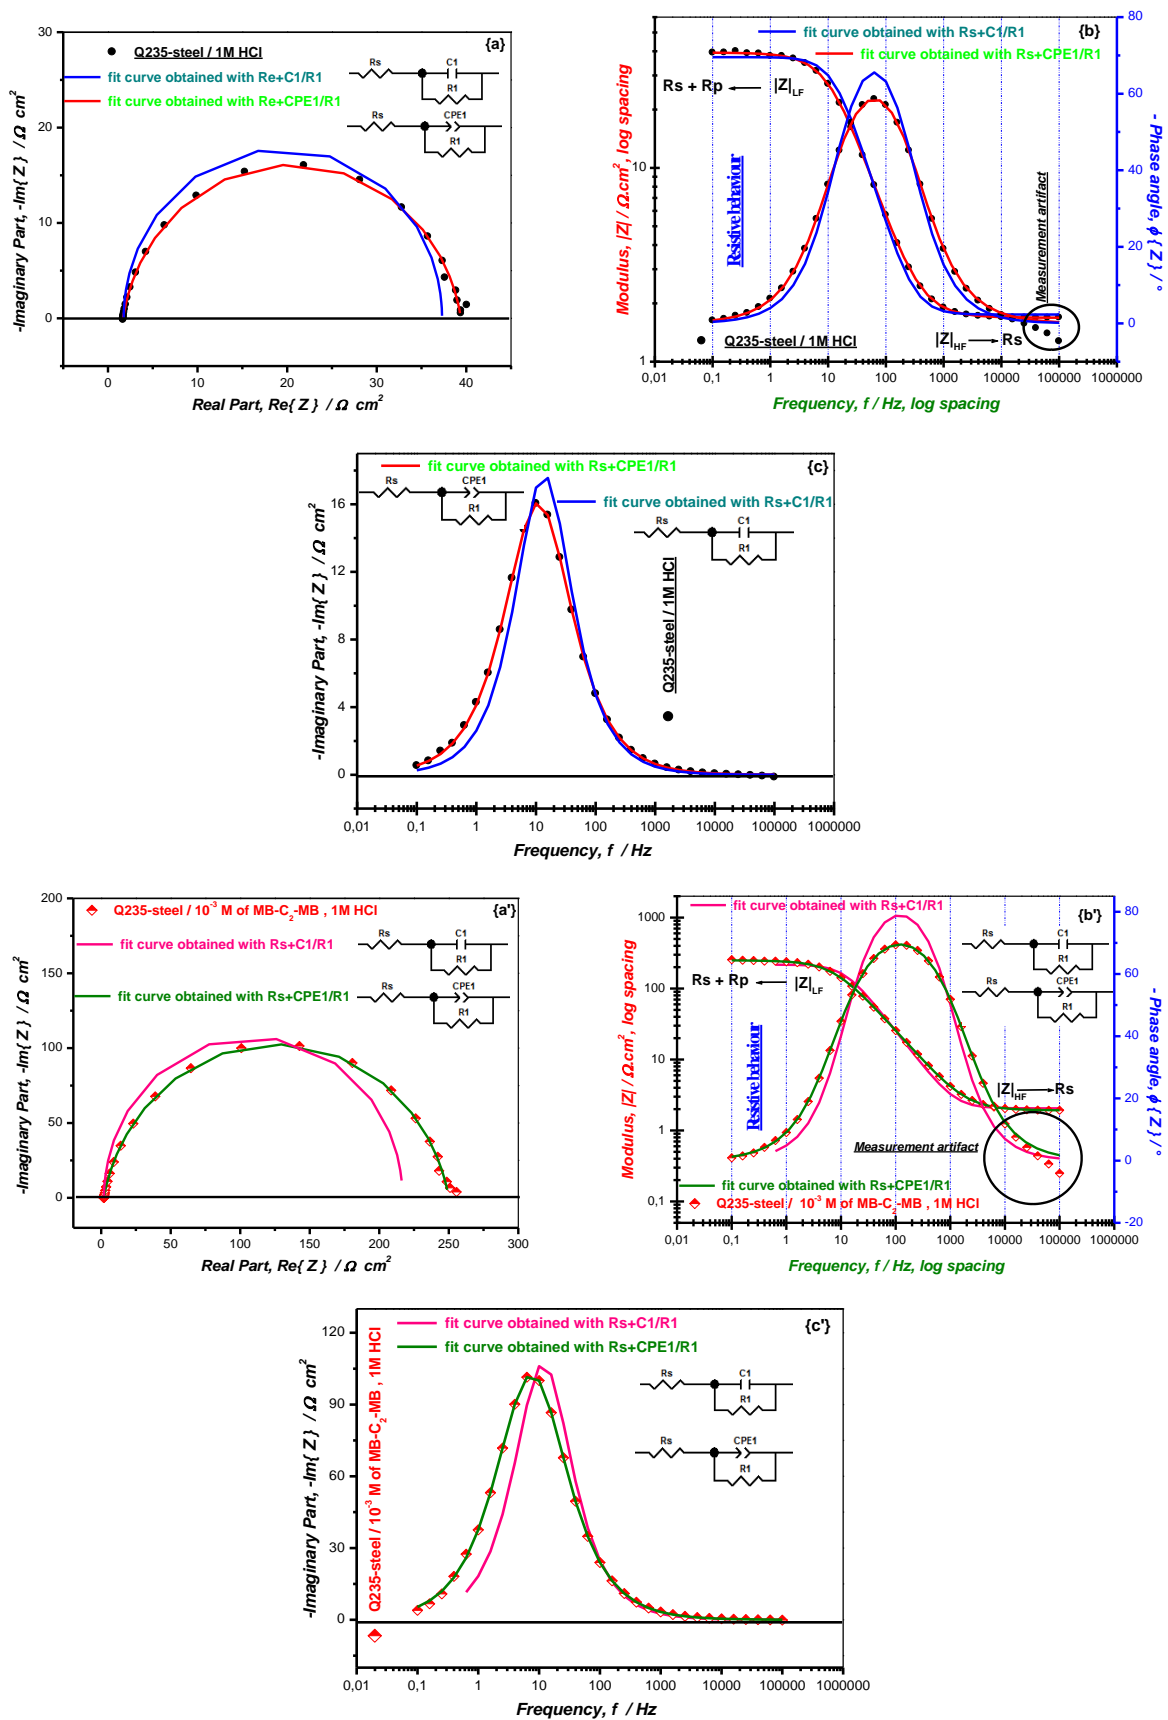 {a}
Q235-steel / 1M HCl
fit curve obtained with Re+C1/R1
fit curve obtained with Re+CPE1/R1
Rs C1
R1
Rs CPE1
R1
30
20
10
0
0 10 20 30 40
-Imaginary Part, -Im{ Z } / Ω cm²
Real Part, Re{ Z } / Ω cm²
{b}
fit curve obtained with Rs+C1/R1
fit curve obtained with Rs+CPE1/R1
Rs + Rp |Z|LF
Resistive behaviour
Measurement artifact
|Z|HF Rs
Q235-steel / 1M HCl
10
1
80
60
40
20
0
0,01 0,1 1 10 100 1000 10000 100000 1000000
Modulus, |Z| / Ω.cm², log spacing
- Phase angle, ϕ { Z } / °
Frequency, f / Hz, log spacing
{c}
fit curve obtained with Rs+CPE1/R1
Rs CPE1
R1
fit curve obtained with Rs+C1/R1
Rs C1
R1
Q235-steel / 1M HCl
16
12
8
4
0
0,01 0,1 1 10 100 1000 10000 100000 1000000
-Imaginary Part, -Im{ Z } / Ω cm²
Frequency, f / Hz
{a'}
Q235-steel / 10⁻³ M of MB-C₂-MB , 1M HCl
fit curve obtained with Rs+C1/R1
fit curve obtained with Rs+CPE1/R1
Rs C1
R1
Rs CPE1
R1
200
150
100
50
0
0 50 100 150 200 250 300
-Imaginary Part, -Im{ Z } / Ω cm²
Real Part, Re{ Z } / Ω cm²
{b'}
fit curve obtained with Rs+C1/R1
Rs C1
R1
Rs CPE1
R1
Rs + Rp |Z|LF
Resistive behaviour
|Z|HF Rs
Measurement artifact
fit curve obtained with Rs+CPE1/R1
Q235-steel / 10⁻³ M of MB-C₂-MB , 1M HCl
1000
100
10
1
0,1
80
60
40
20
0
-20
0,01 0,1 1 10 100 1000 10000 100000 1000000
Modulus, |Z| / Ω.cm², log spacing
- Phase angle, ϕ { Z } / °
Frequency, f / Hz, log spacing
{c'}
fit curve obtained with Rs+C1/R1
fit curve obtained with Rs+CPE1/R1
Rs C1
R1
Rs CPE1
R1
Q235-steel / 10⁻³ M of MB-C₂-MB , 1M HCl
120
90
60
30
0
0,01 0,1 1 10 100 1000 10000 100000 1000000
-Imaginary Part, -Im{ Z } / Ω cm²
Frequency, f / Hz